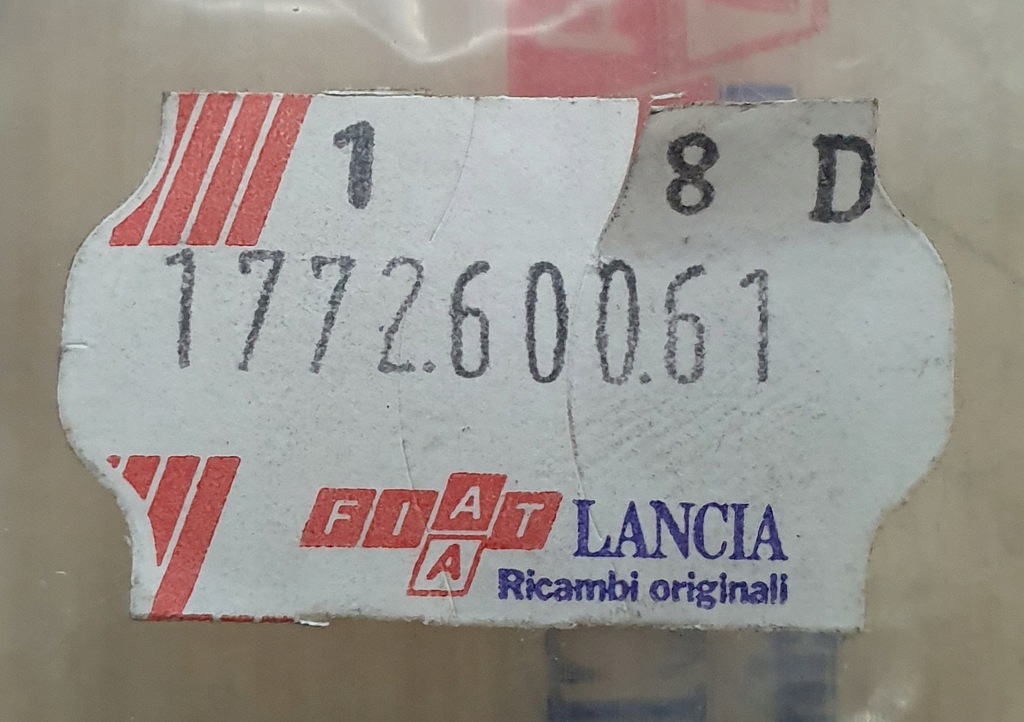 1 8 D
1772.600.61
FIAT LANCIA
A
Ricambi originali